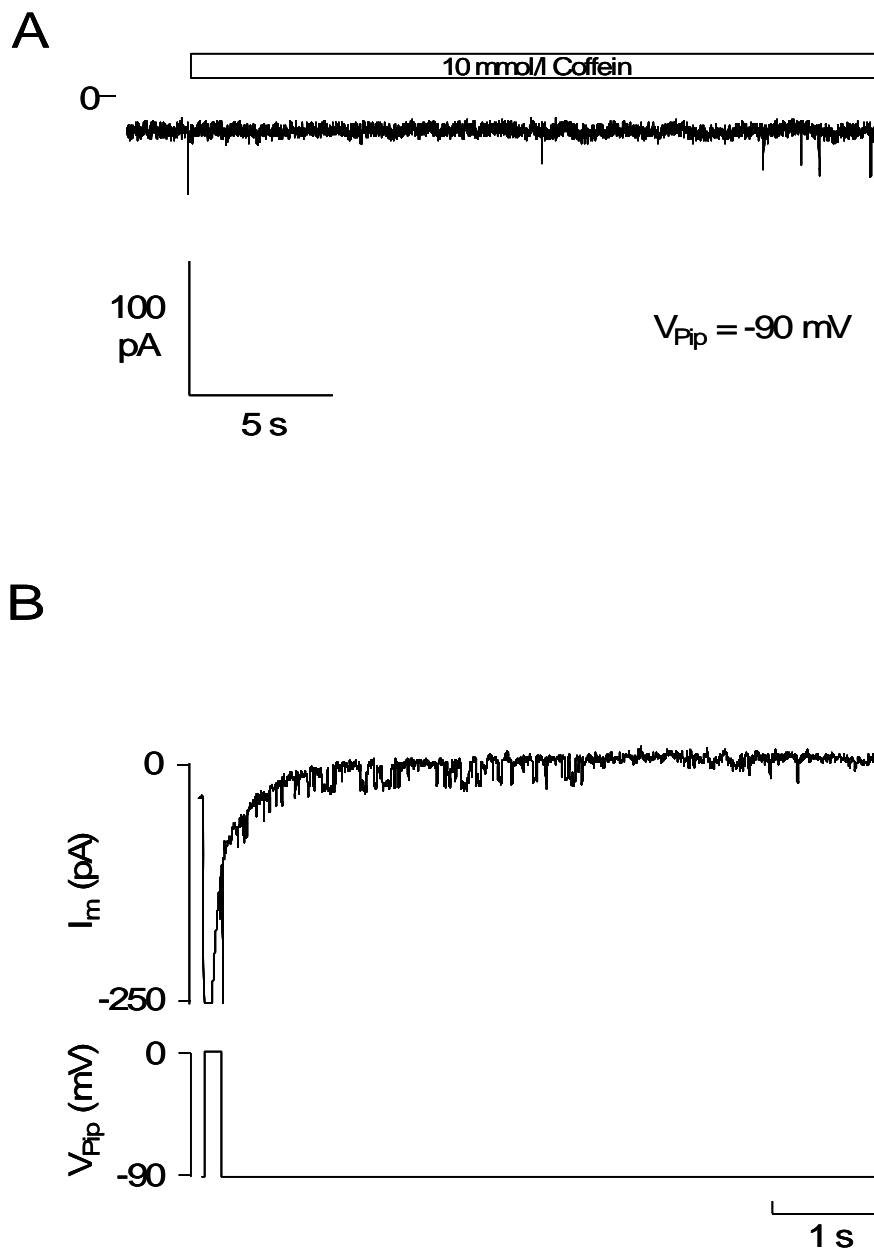 A
10 mmol/l Coffein
0
100
pA
V_Pip = -90 mV
5 s
B
0
I_m (pA)
-250
0
V_Pip (mV)
-90
1 s